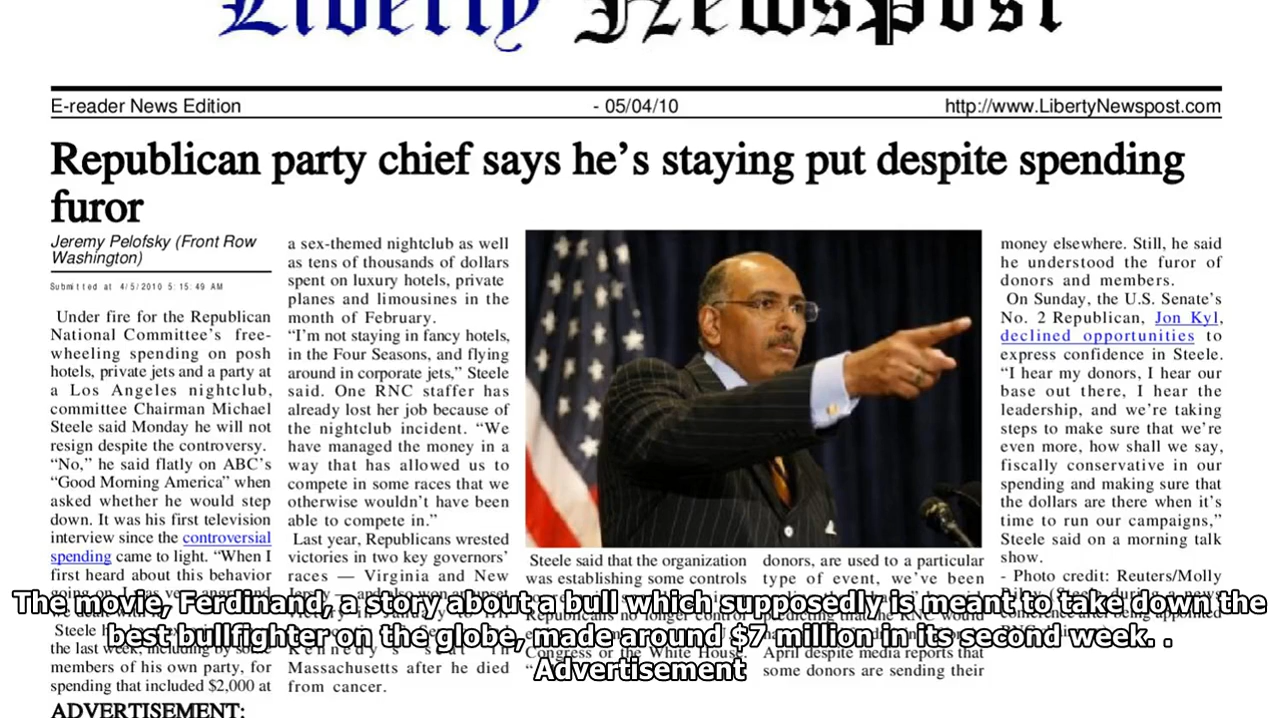 Liberty Newspost
E-reader News Edition
- 05/04/10
http://www.LibertyNewspost.com
Republican party chief says he's staying put despite spending
furor
Jeremy Pelofsky (Front Row
Washington)
Submitted at 4/5/2010 5:15:49 AM
Under fire for the Republican
National Committee's free-
wheeling spending on posh
hotels, private jets and a party at
a Los Angeles nightclub,
committee Chairman Michael
Steele said Monday he will not
resign despite the controversy.
“No,” he said flatly on ABC's
“Good Morning America” when
asked whether he would step
down. It was his first television
interview since the controversial
spending came to light. “When I
first heard about this behavior
Steele
the last week, including by some
members of his own party, for
spending that included $2,000 at
a sex-themed nightclub as well
as tens of thousands of dollars
spent on luxury hotels, private
planes and limousines in the
month of February.
“I'm not staying in fancy hotels,
in the Four Seasons, and flying
around in corporate jets,” Steele
said. One RNC staffer has
already lost her job because of
the nightclub incident. “We
have managed the money in a
way that has allowed us to
compete in some races that we
otherwise wouldn't have been
able to compete in.”
Last year, Republicans wrested
victories in two key governors'
races — Virginia and New
Massachusetts after he died
from cancer.
Steele said that the organization
was establishing some controls
Congress or the White House.
donors, are used to a particular
type of event, we've been
April despite media reports that
some donors are sending their
money elsewhere. Still, he said
he understood the furor of
donors and members.
On Sunday, the U.S. Senate's
No. 2 Republican, Jon Kyl,
declined opportunities to
express confidence in Steele.
“I hear my donors, I hear our
base out there, I hear the
leadership, and we're taking
steps to make sure that we're
even more, how shall we say,
fiscally conservative in our
spending and making sure that
the dollars are there when it's
time to run our campaigns,”
Steele said on a morning talk
show.
- Photo credit: Reuters/Molly
The movie, Ferdinand, a story about a bull which supposedly is meant to take down the
best bullfighter on the globe, made around $7 million in its second week. .
Advertisement
ADVERTISEMENT: